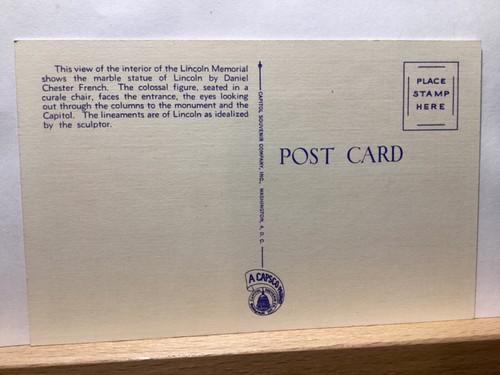 This view of the interior of the Lincoln Memorial
shows the marble statue of Lincoln by Daniel
Chester French. The colossal figure, seated in a
curale chair, faces the entrance, the eyes looking
out through the columns to the monument and the
Capitol. The lineaments are of Lincoln as idealized
by the sculptor.
CAPITOL SOUVENIR COMPANY, INC., WASHINGTON, 4, D. C.
PLACE
STAMP
HERE
POST CARD
A CAPSCO